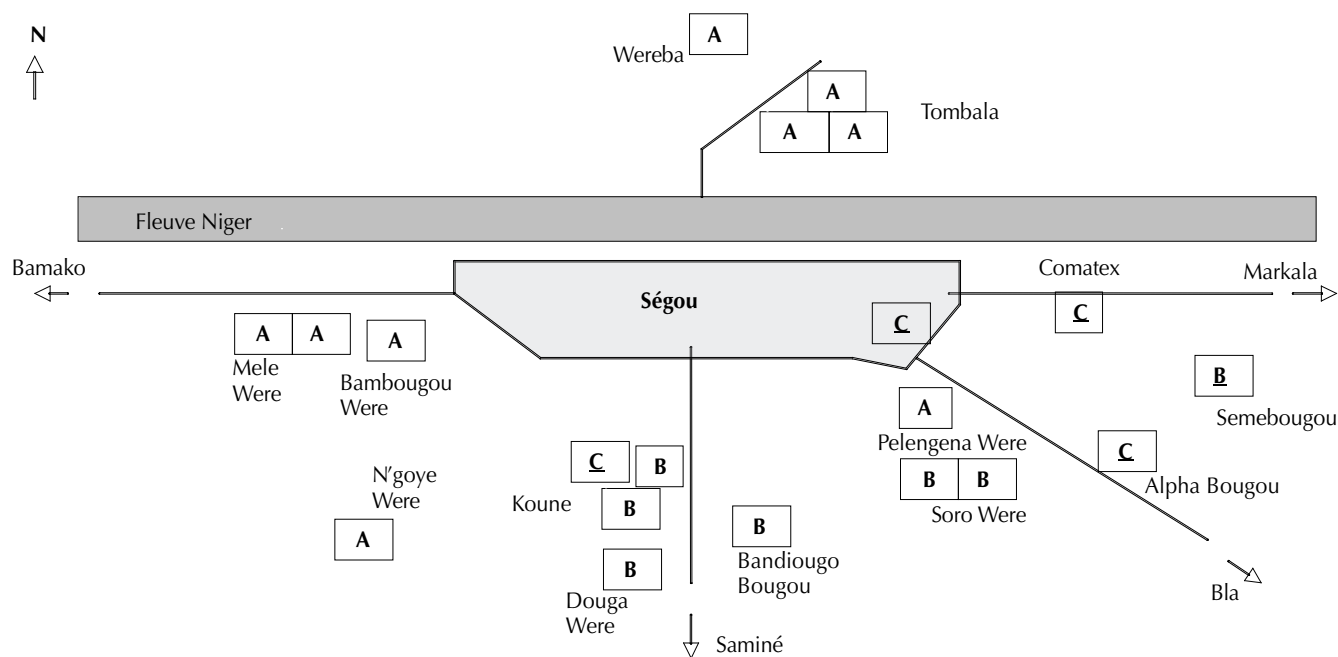 N
A
Wereba
A
Tombala
A A
Fleuve Niger
Bamako
Comatex
Markala
Ségou
C
C
A A
A
Mele
Were
Bambougou
Were
B
Semebougou
A
Pelengena Were
C
Alpha Bougou
B B
Soro Were
N'goye
Were
A
C
B
Koune
B
B
Bandiougo
Bougou
B
Douga
Were
Bla
Saminé